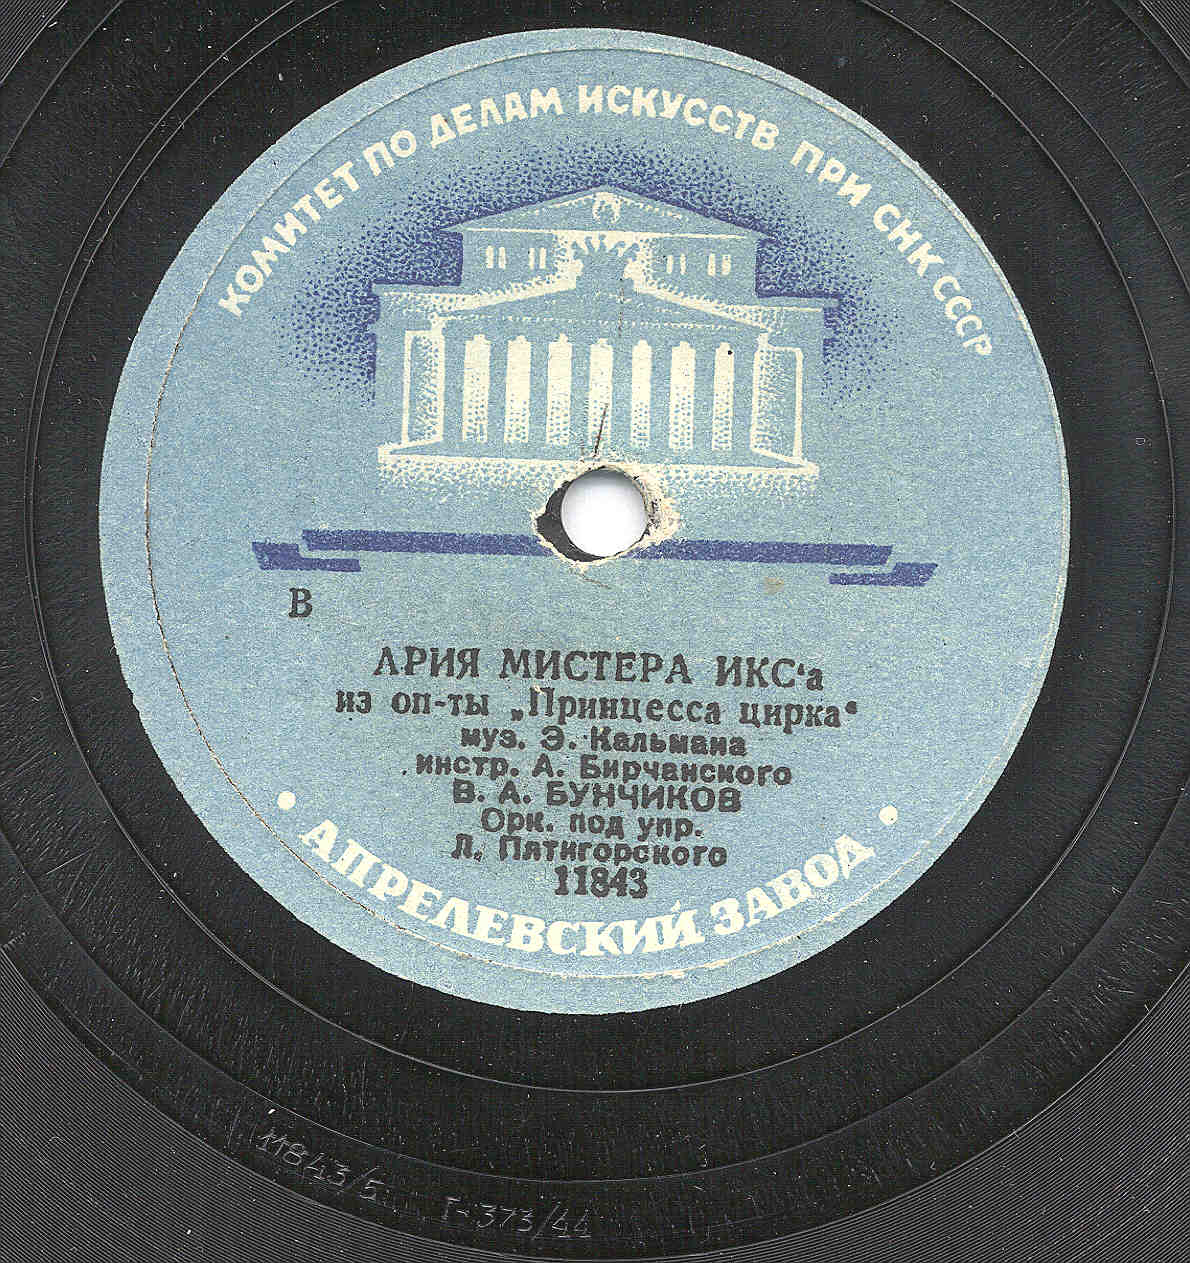 КОМИТЕТ ПО ДЕЛАМ ИСКУССТВ ПРИ СНК СССР
В
АРИЯ МИСТЕРА ИКС‘а
из оп-ты „Принцесса цирка“
муз. Э. Кальмана
инстр. А. Бирчанского
В. А. БУНЧИКОВ
Орк. под упр.
Л. Пятигорского
11843
• АПРЕЛЕВСКИЙ ЗАВОД •
11843/5 Г-373/44